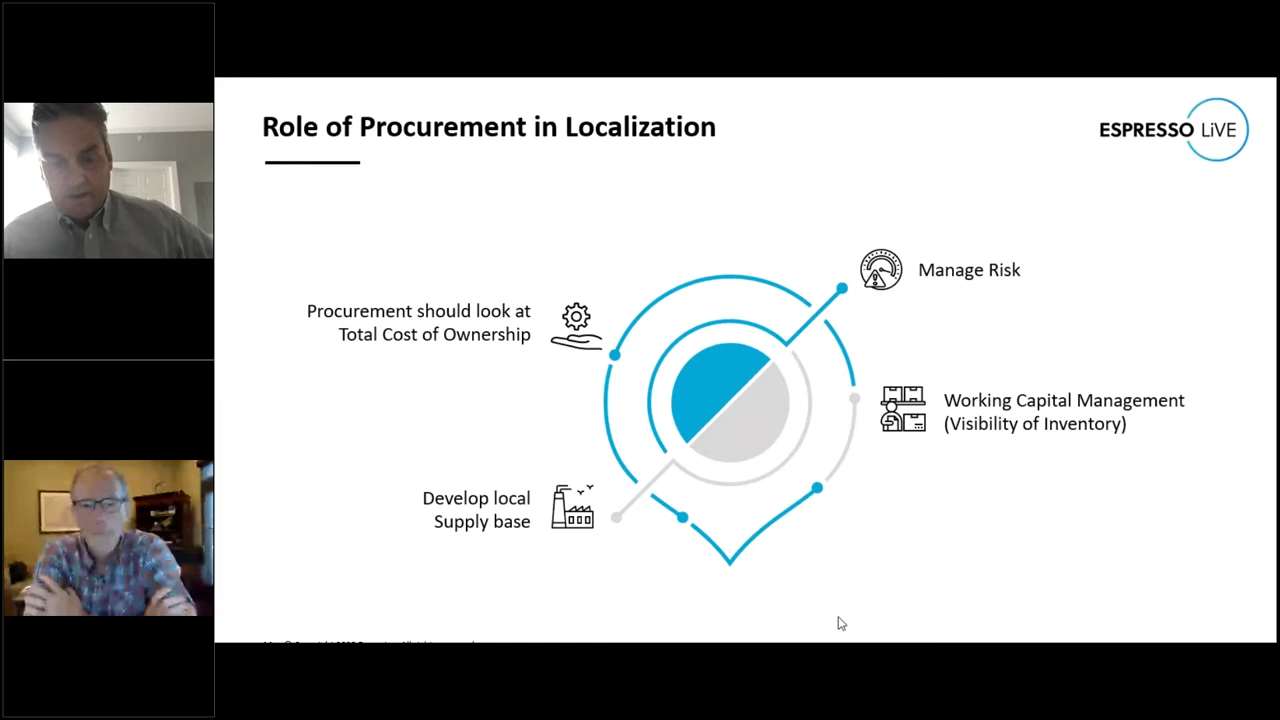 Role of Procurement in Localization
ESPRESSO LiVE
Manage Risk
Procurement should look at
Total Cost of Ownership
Working Capital Management
(Visibility of Inventory)
Develop local
Supply base